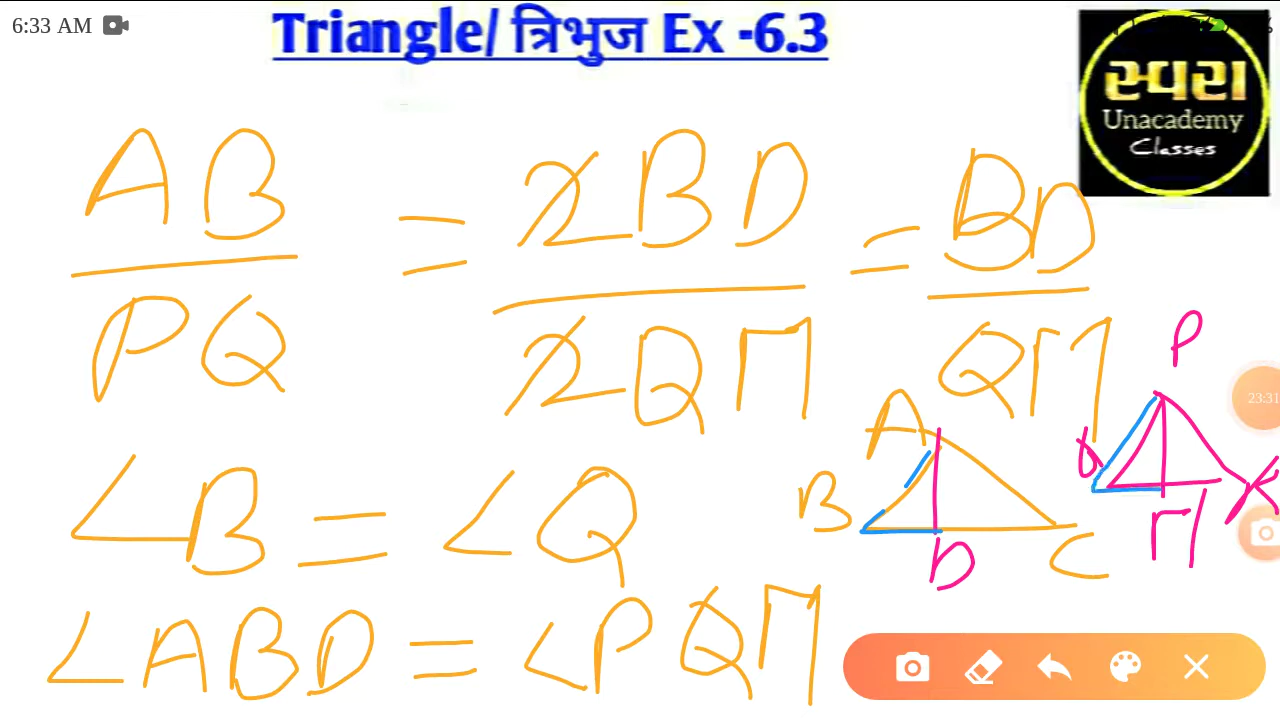 6:33 AM
Triangle/ त्रिभुज Ex -6.3
સ્પરા
Unacademy
Classes
AB/PQ = 2BD/2QM = BD/QM
P
A
B
Q
R
D
C
M
∠B = ∠Q
∠ABD = ∠PQM
23:31